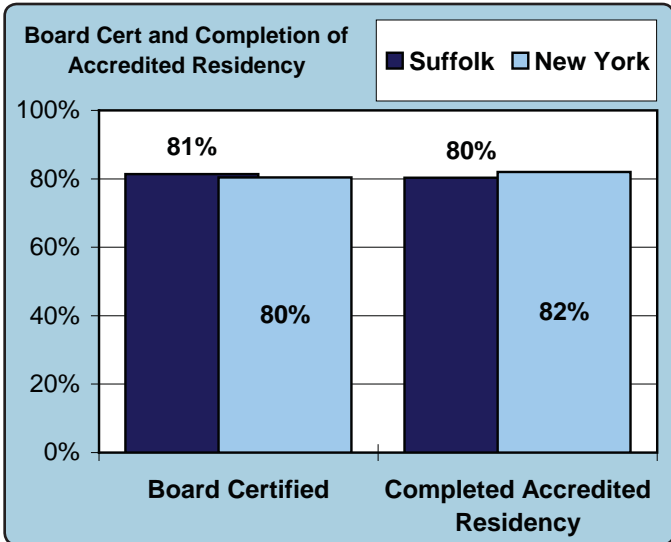 Board Cert and Completion of
Accredited Residency
Suffolk New York
100%
80%
60%
40%
20%
0%
81%
80%
80%
82%
Board Certified
Completed Accredited
Residency